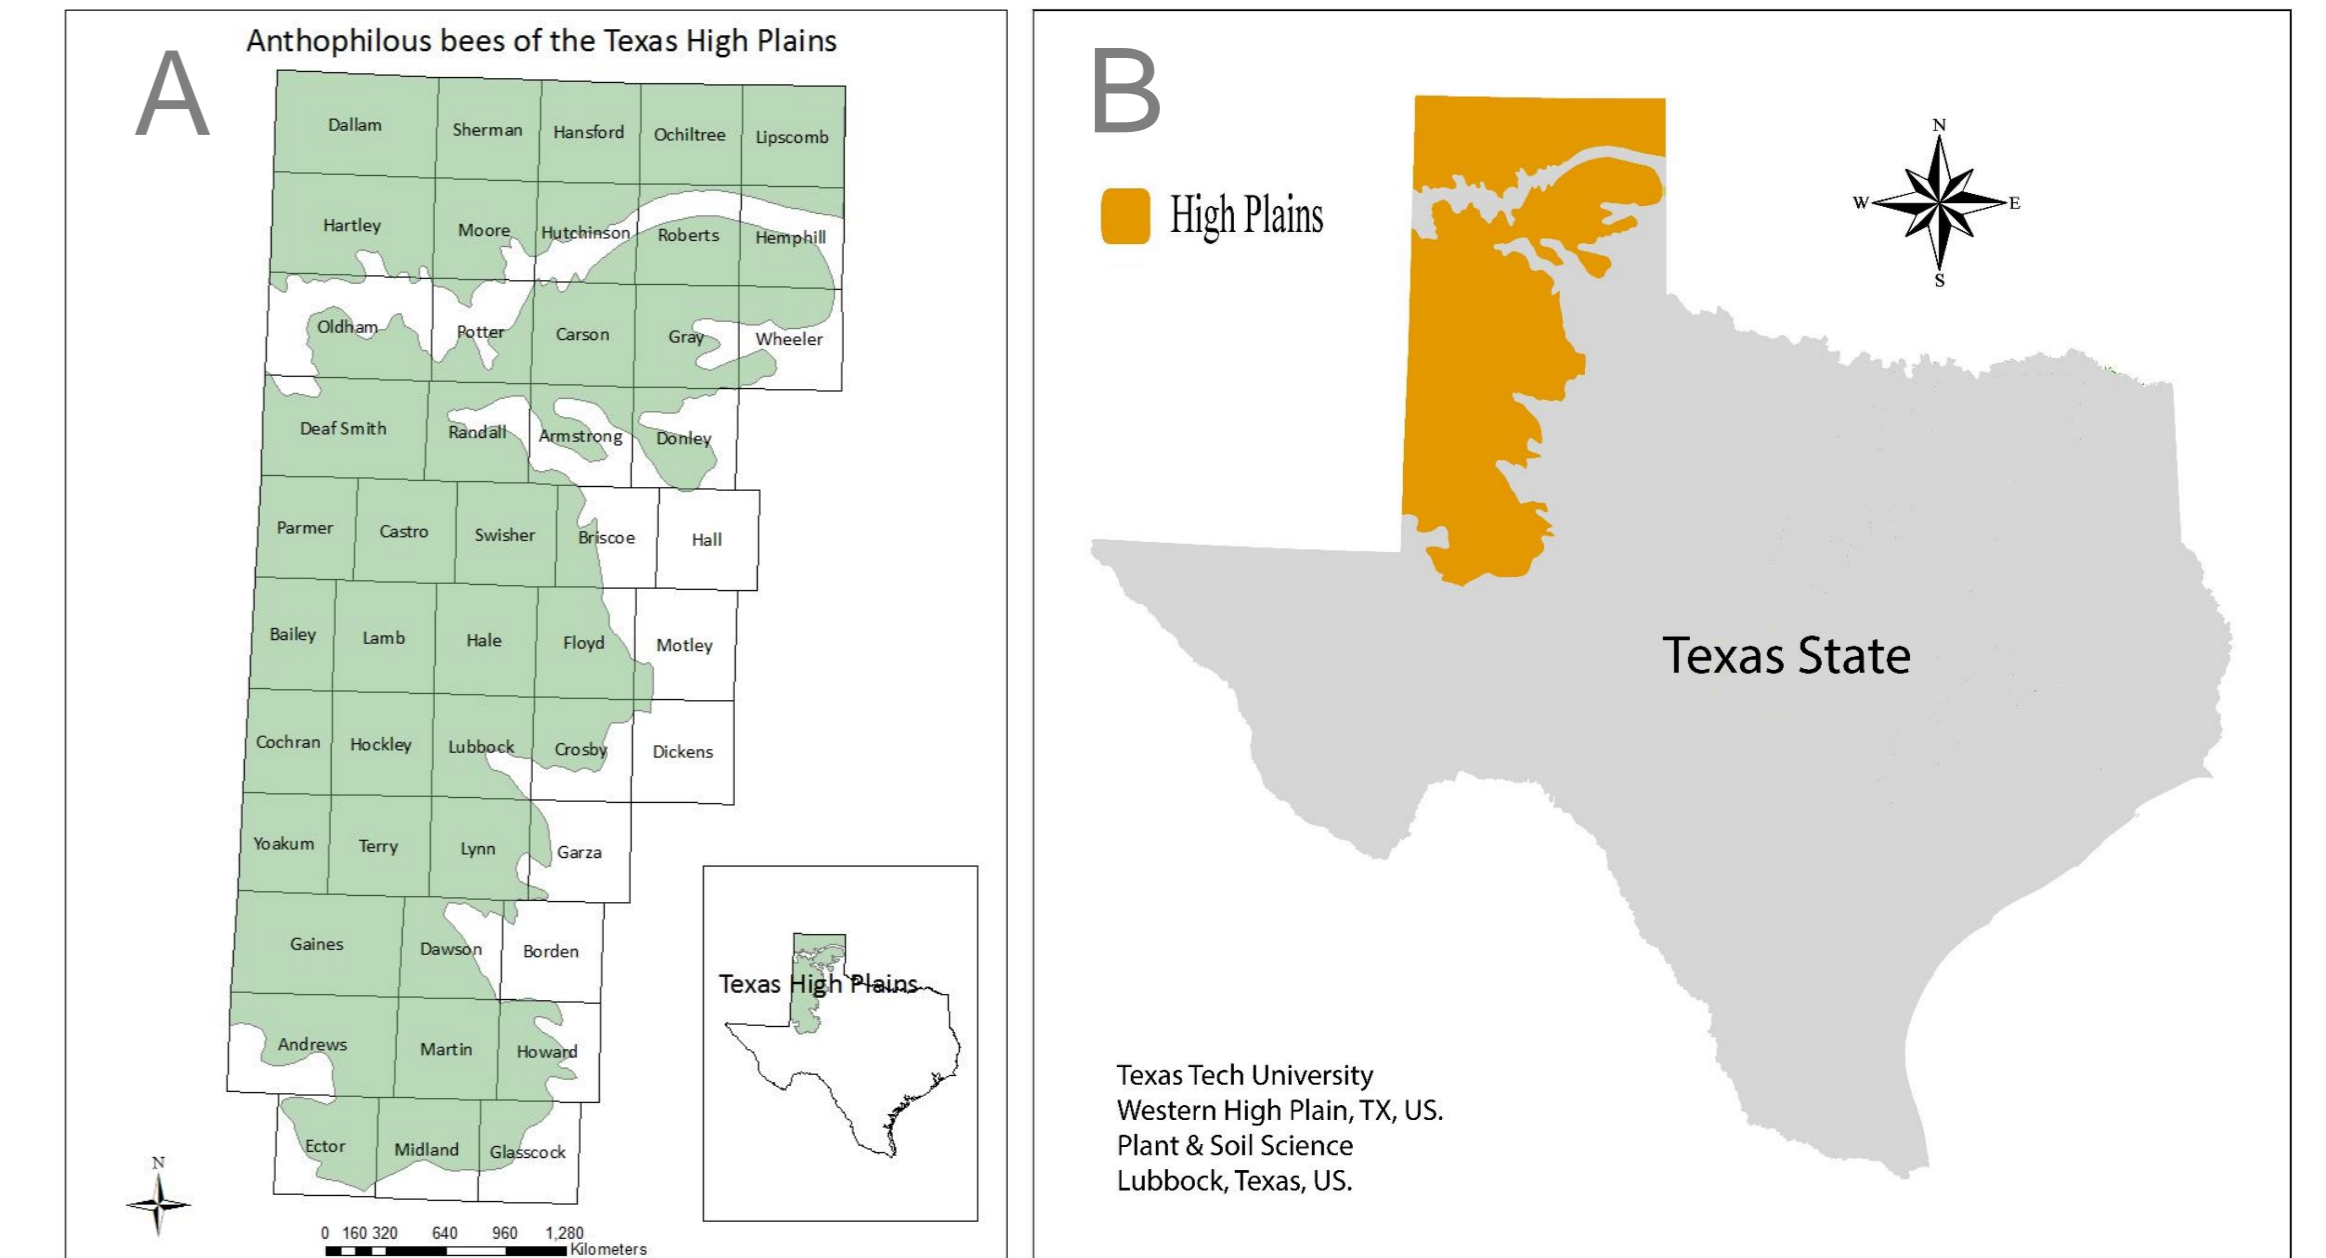 A
Anthophilous bees of the Texas High Plains
Dallam
Sherman
Hansford
Ochiltree
Lipscomb
Hartley
Moore
Hutchinson
Roberts
Hemphill
Oldham
Potter
Carson
Gray
Wheeler
Deaf Smith
Randall
Armstrong
Donley
Parmer
Castro
Swisher
Briscoe
Hall
Bailey
Lamb
Hale
Floyd
Motley
Cochran
Hockley
Lubbock
Crosby
Dickens
Yoakum
Terry
Lynn
Garza
Gaines
Dawson
Borden
Andrews
Martin
Howard
Ector
Midland
Glasscock
Texas High Plains
N
0 160 320 640 960 1,280
Kilometers
B
High Plains
N
W
E
S
Texas State
Texas Tech University
Western High Plain, TX, US.
Plant & Soil Science
Lubbock, Texas, US.